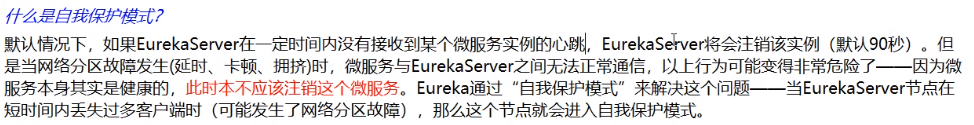 什么是自我保护模式？
默认情况下，如果EurekaServer在一定时间内没有接收到某个微服务实例的心跳，EurekaServer将会注销该实例（默认90秒）。但
是当网络分区故障发生(延时、卡顿、拥挤)时，微服务与EurekaServer之间无法正常通信，以上行为可能变得非常危险了——因为微
服务本身其实是健康的，此时本不应该注销这个微服务。Eureka通过“自我保护模式”来解决这个问题——当EurekaServer节点在
短时间内丢失过多客户端时（可能发生了网络分区故障），那么这个节点就会进入自我保护模式。